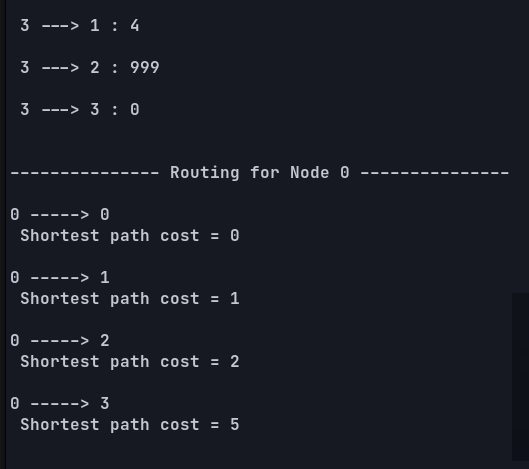 3 ---> 1 : 4
3 ---> 2 : 999
3 ---> 3 : 0
--------------- Routing for Node 0 ---------------
0 -----> 0
Shortest path cost = 0
0 -----> 1
Shortest path cost = 1
0 -----> 2
Shortest path cost = 2
0 -----> 3
Shortest path cost = 5